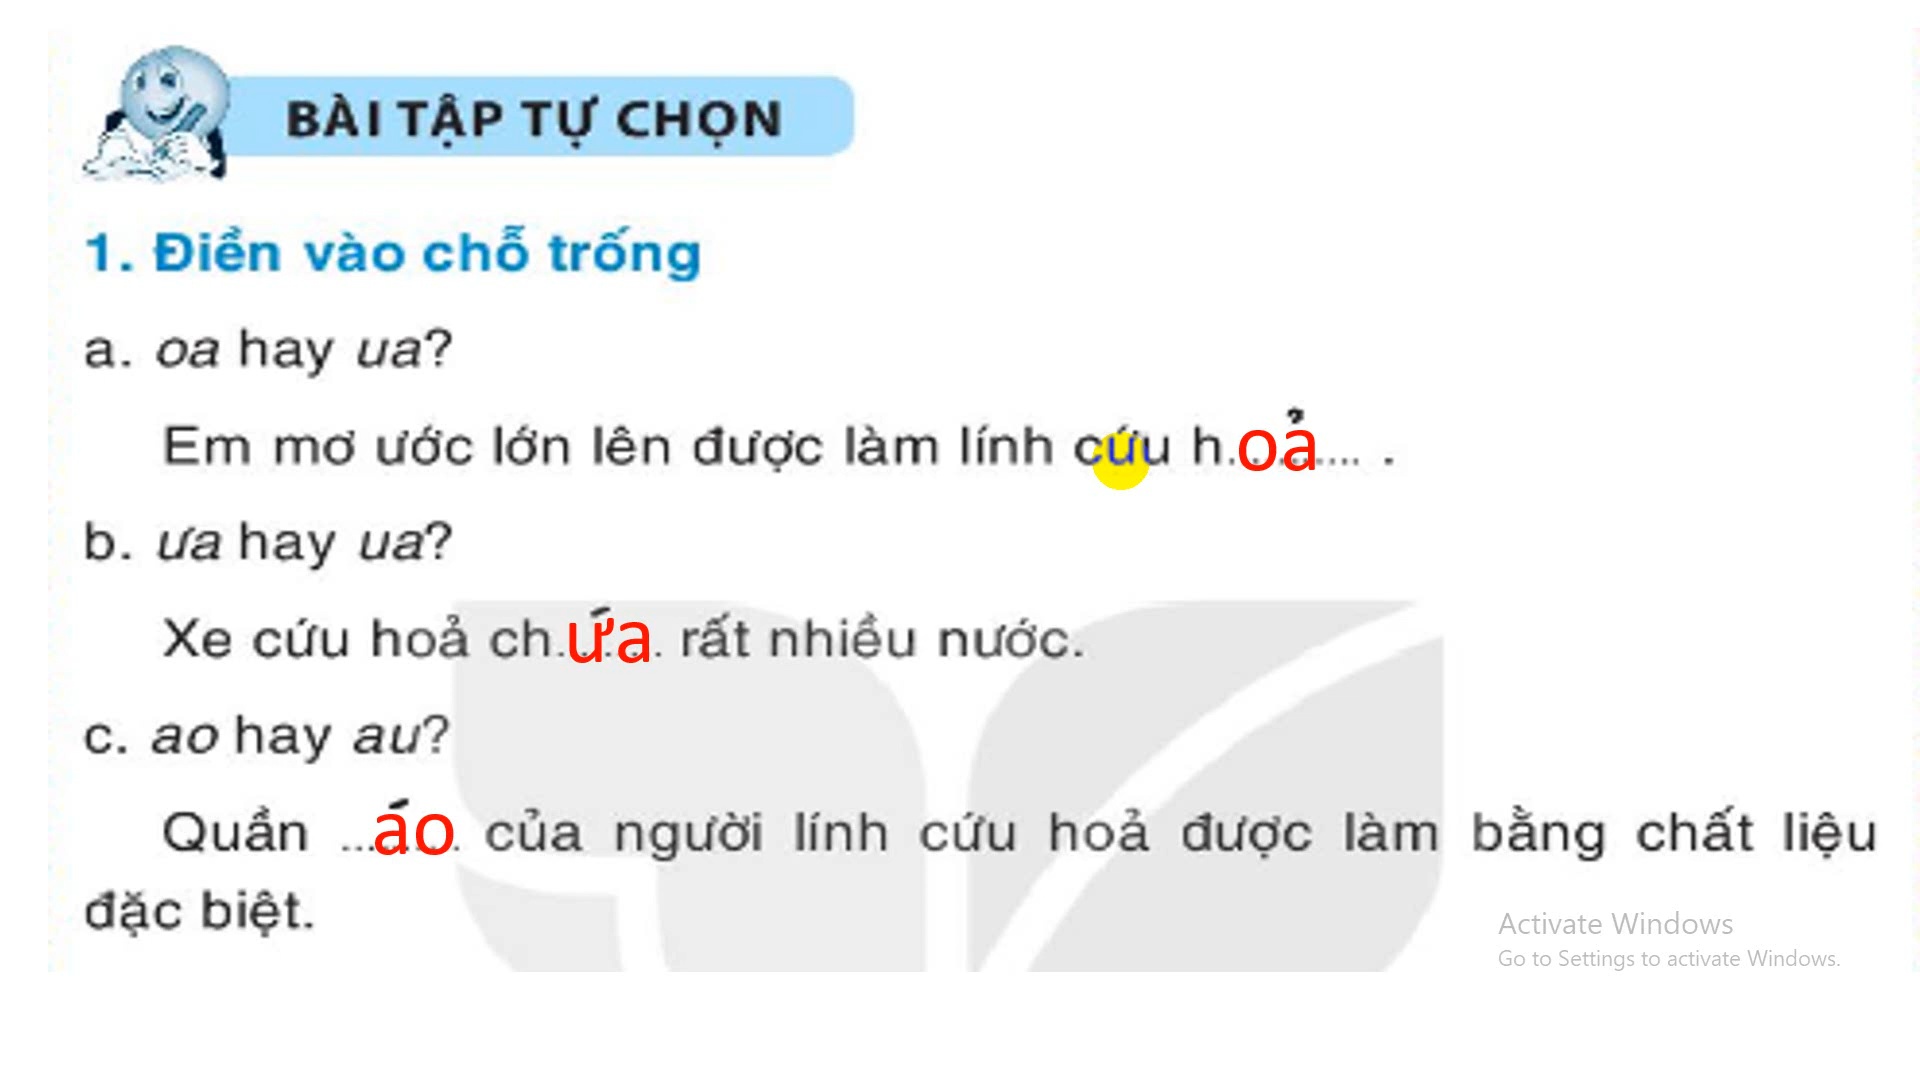 BÀI TẬP TỰ CHỌN
1. Điền vào chỗ trống
a. oa hay ua?
Em mơ ước lớn lên được làm lính cứu h.oả........ .
b. ưa hay ua?
Xe cứu hoả ch.ứa. rất nhiều nước.
c. ao hay au?
Quần ...áo. của người lính cứu hoả được làm bằng chất liệu
đặc biệt.
Activate Windows
Go to Settings to activate Windows.